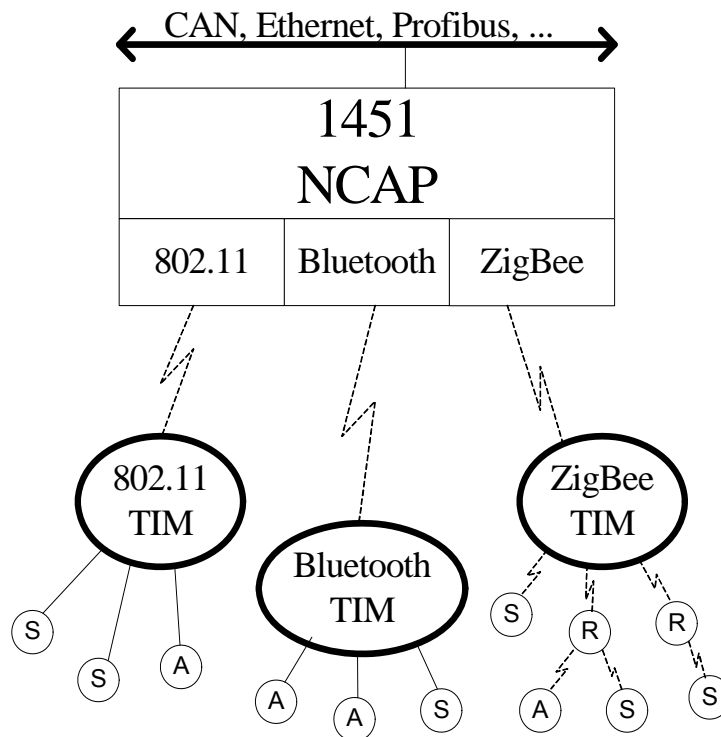 CAN, Ethernet, Profibus, ...
1451
NCAP
802.11
Bluetooth
ZigBee
802.11
TIM
Bluetooth
TIM
ZigBee
TIM
S
S
A
A
A
S
S
R
R
A
S
S